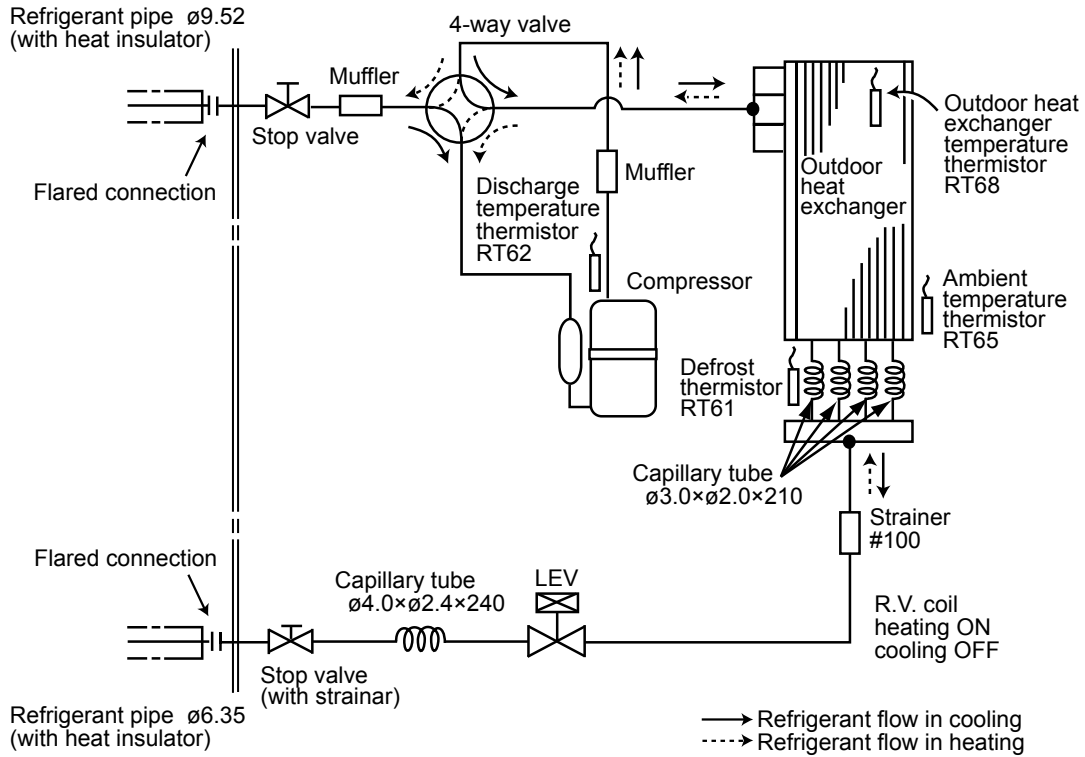 Refrigerant pipe ø9.52
(with heat insulator)
4-way valve
Muffler
Stop valve
Flared connection
Outdoor heat
exchanger
temperature
thermistor
RT68
Outdoor
heat
exchanger
Muffler
Discharge
temperature
thermistor
RT62
Compressor
Ambient
temperature
thermistor
RT65
Defrost
thermistor
RT61
Capillary tube
ø3.0×ø2.0×210
Strainer
#100
Flared connection
Capillary tube
ø4.0×ø2.4×240
LEV
R.V. coil
heating ON
cooling OFF
Stop valve
(with strainar)
Refrigerant pipe ø6.35
(with heat insulator)
Refrigerant flow in cooling
Refrigerant flow in heating